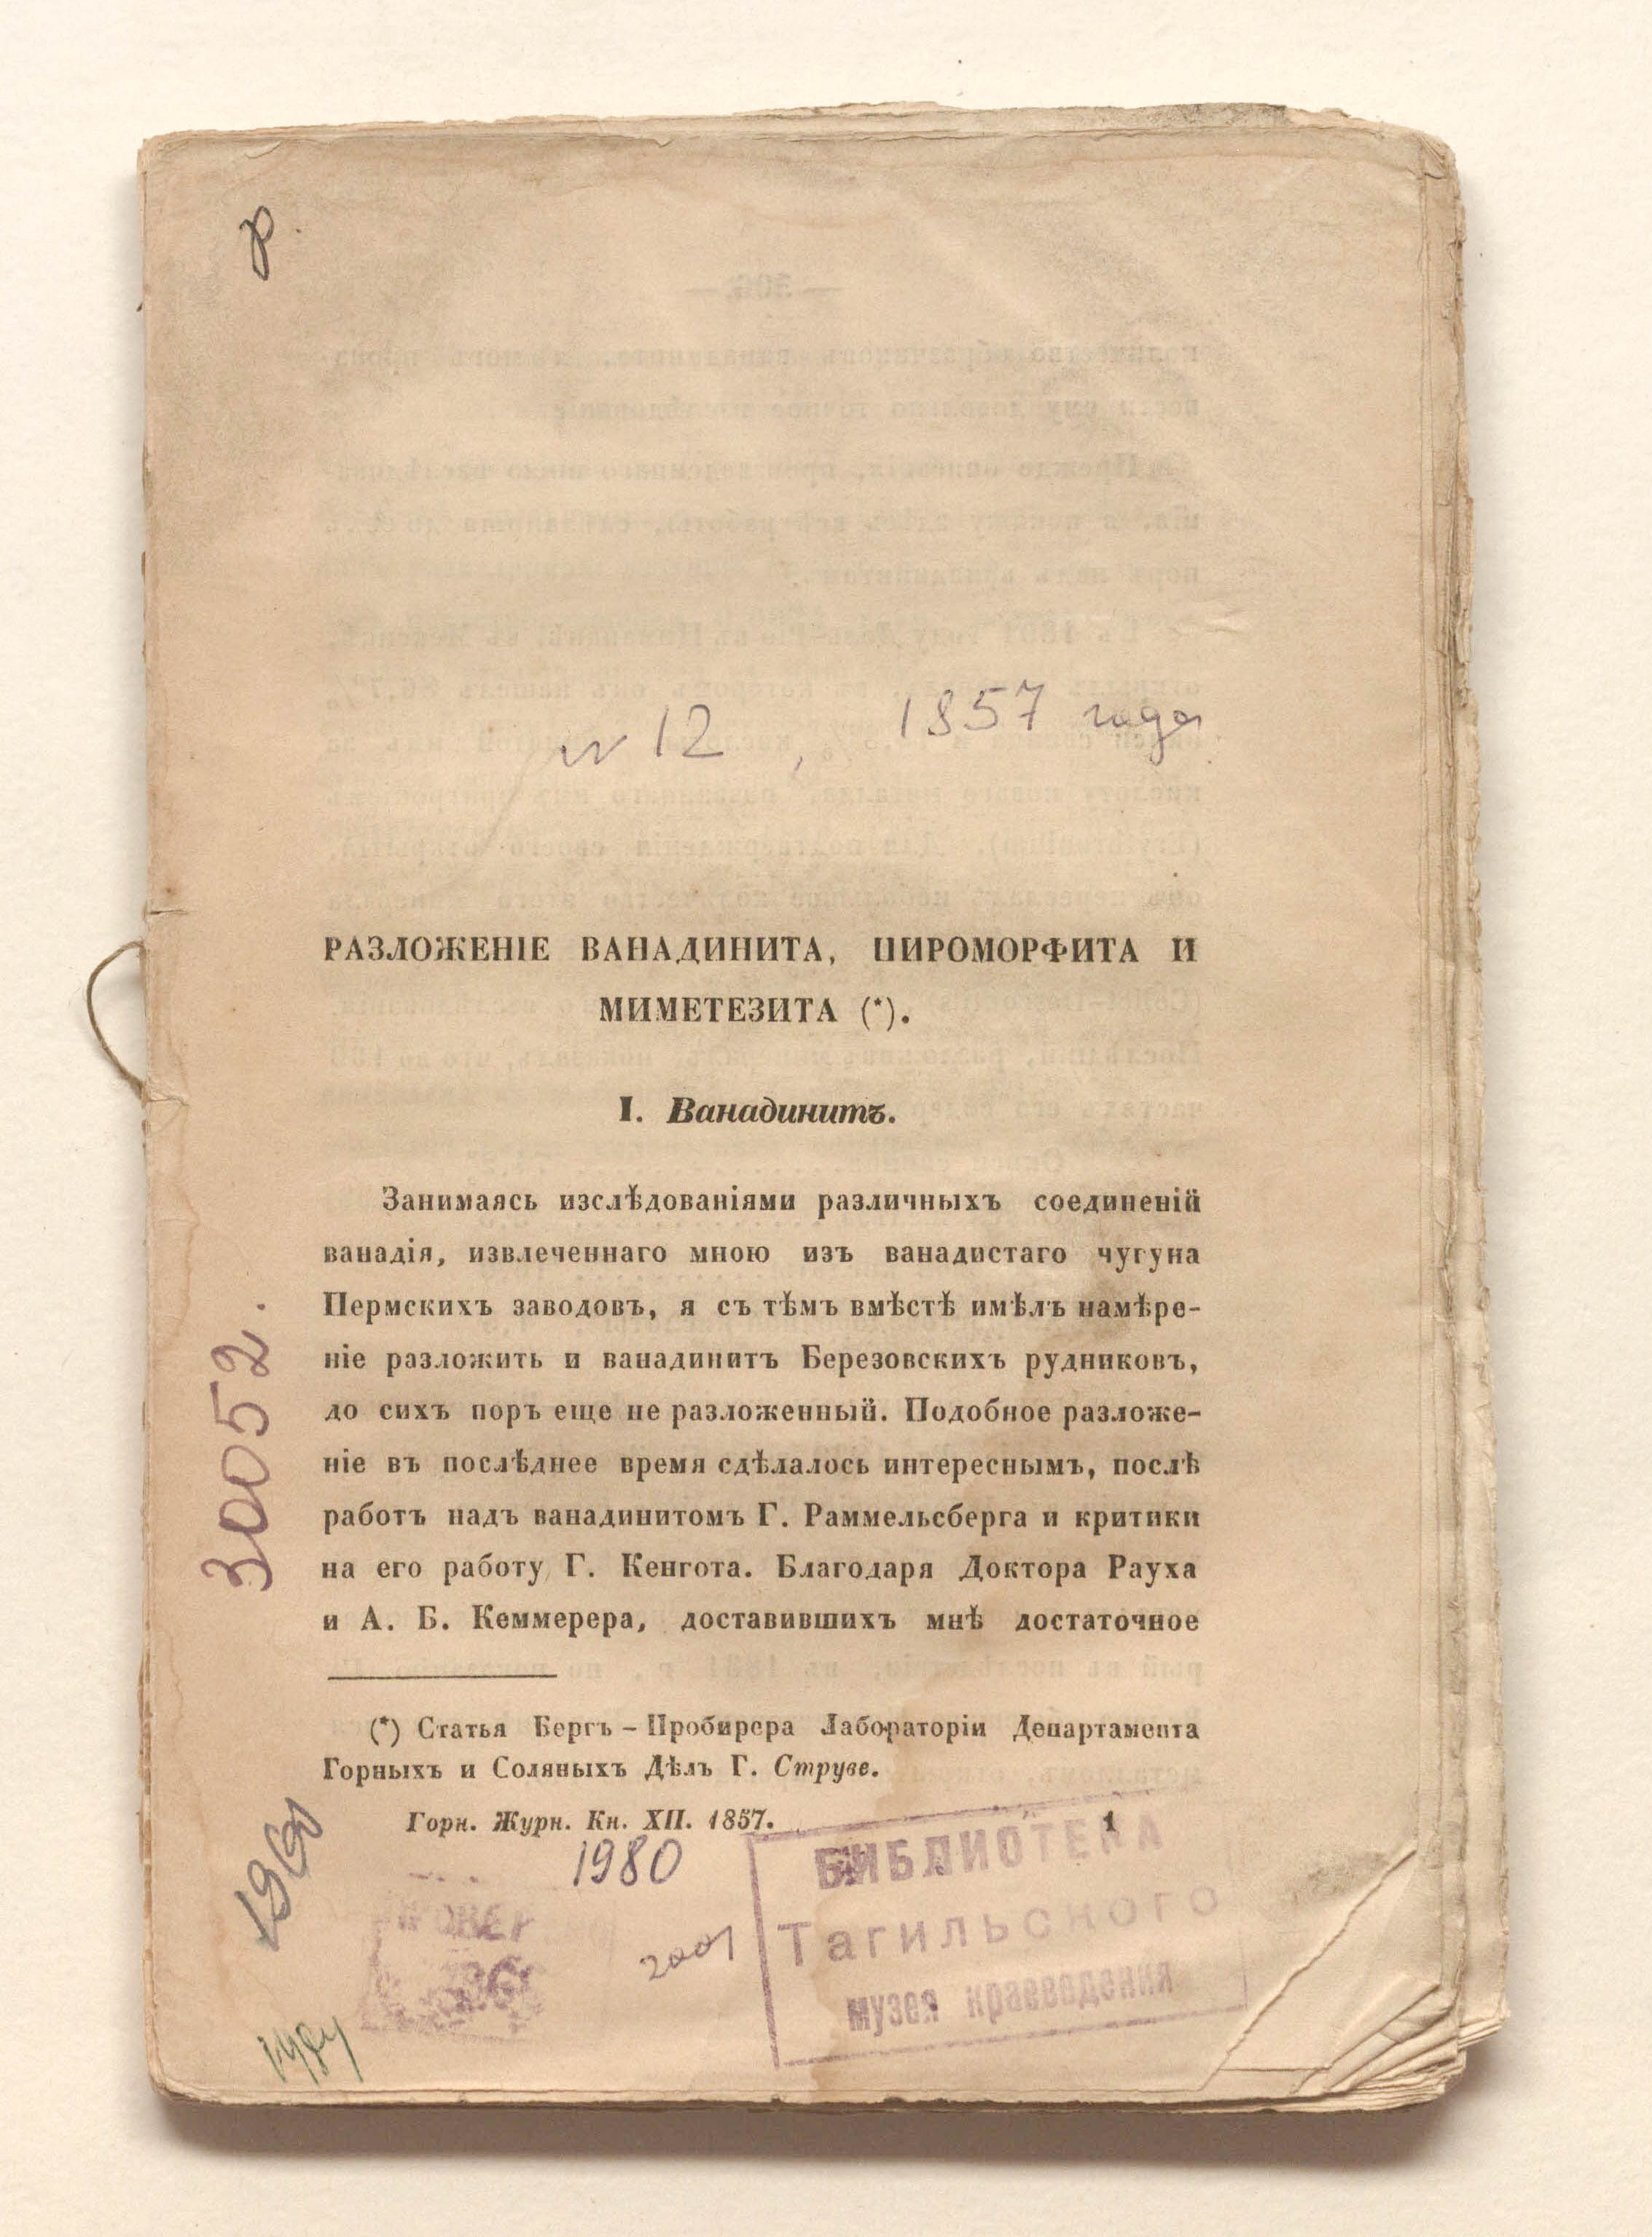 р
№ 12, 1857 года
РАЗЛОЖЕНІЕ ВАНАДИНИТА, ПИРОМОРФИТА И
МИМЕТЕЗИТА (*).
I. Ванадинитъ.
Занимаясь изслѣдованіями различныхъ соединеній
ванадія, извлеченнаго мною изъ ванадистаго чугуна
Пермскихъ заводовъ, я съ тѣмъ вмѣстѣ имѣлъ намѣре-
ніе разложить и ванадинитъ Березовскихъ рудниковъ,
до сихъ поръ еще не разложенный. Подобное разложе-
ніе въ послѣднее время сдѣлалось интереснымъ, послѣ
работъ надъ ванадинитомъ Г. Раммельсберга и критики
на его работу Г. Кенгота. Благодаря Доктора Рауха
и А. Б. Кеммерера, доставившихъ мнѣ достаточное
(*) Статья Бергъ – Пробирера Лабораторіи Департамента
Горныхъ и Соляныхъ Дѣлъ Г. Струве.
Горн. Журн. Кн. XII. 1857. 1
30052.
1980
2001
БИБЛИОТЕКА
Тагильского
музея краеведения